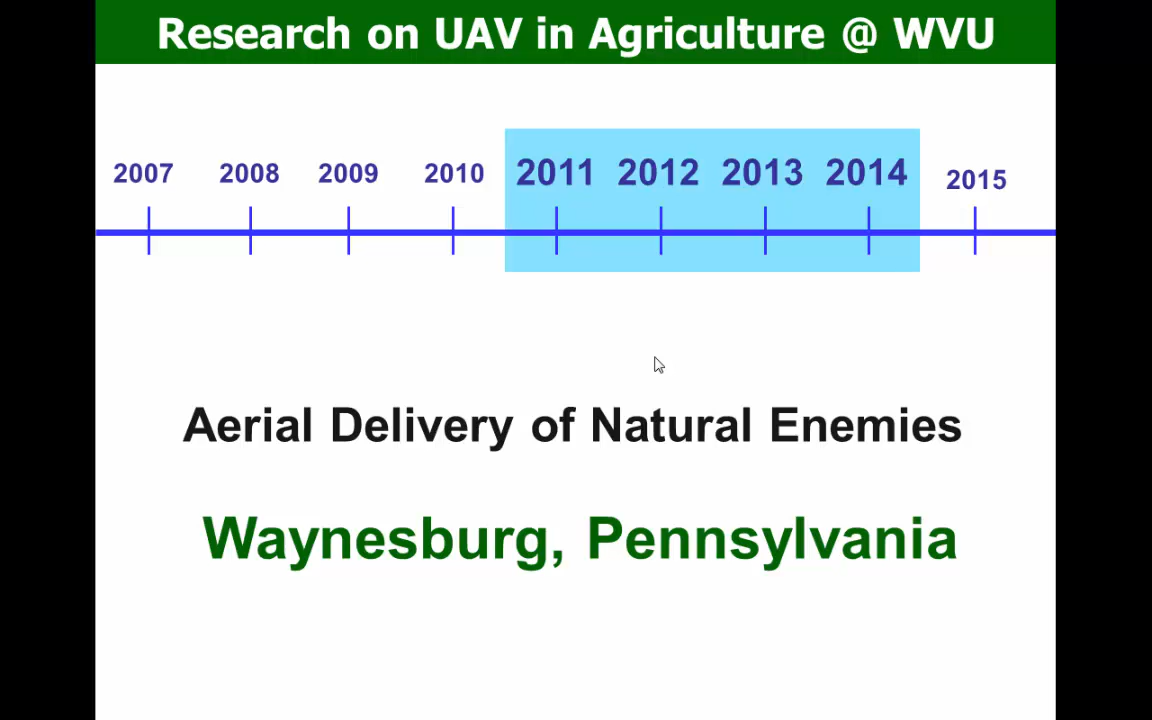 Research on UAV in Agriculture @ WVU
2007 2008 2009 2010 2011 2012 2013 2014 2015
Aerial Delivery of Natural Enemies
Waynesburg, Pennsylvania